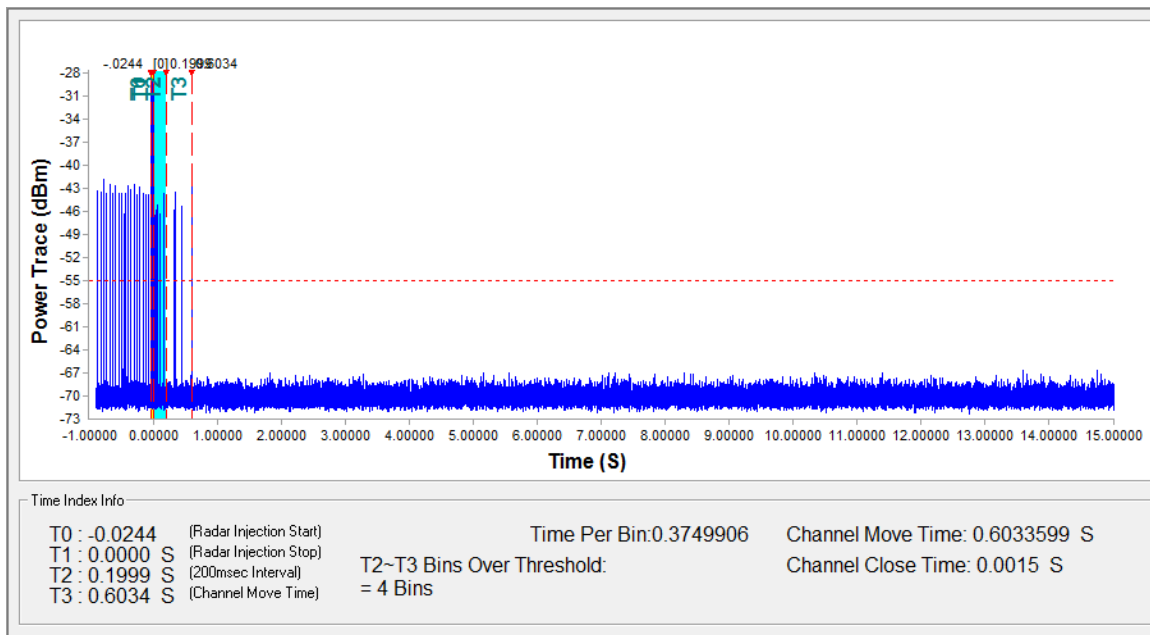 -.0244 [0] 0.1999 0.6034
T0 T1 T2 T3
-28
-31
-34
-37
-40
-43
-46
-49
-52
-55
-58
-61
-64
-67
-70
-73
Power Trace (dBm)
-1.00000 0.00000 1.00000 2.00000 3.00000 4.00000 5.00000 6.00000 7.00000 8.00000 9.00000 10.00000 11.00000 12.00000 13.00000 14.00000 15.00000
Time (S)
Time Index Info
T0 : -0.0244 (Radar Injection Start)
T1 : 0.0000 S (Radar Injection Stop)
T2 : 0.1999 S (200msec Interval)
T3 : 0.6034 S (Channel Move Time)
Time Per Bin:0.3749906
T2~T3 Bins Over Threshold:
= 4 Bins
Channel Move Time: 0.6033599 S
Channel Close Time: 0.0015 S